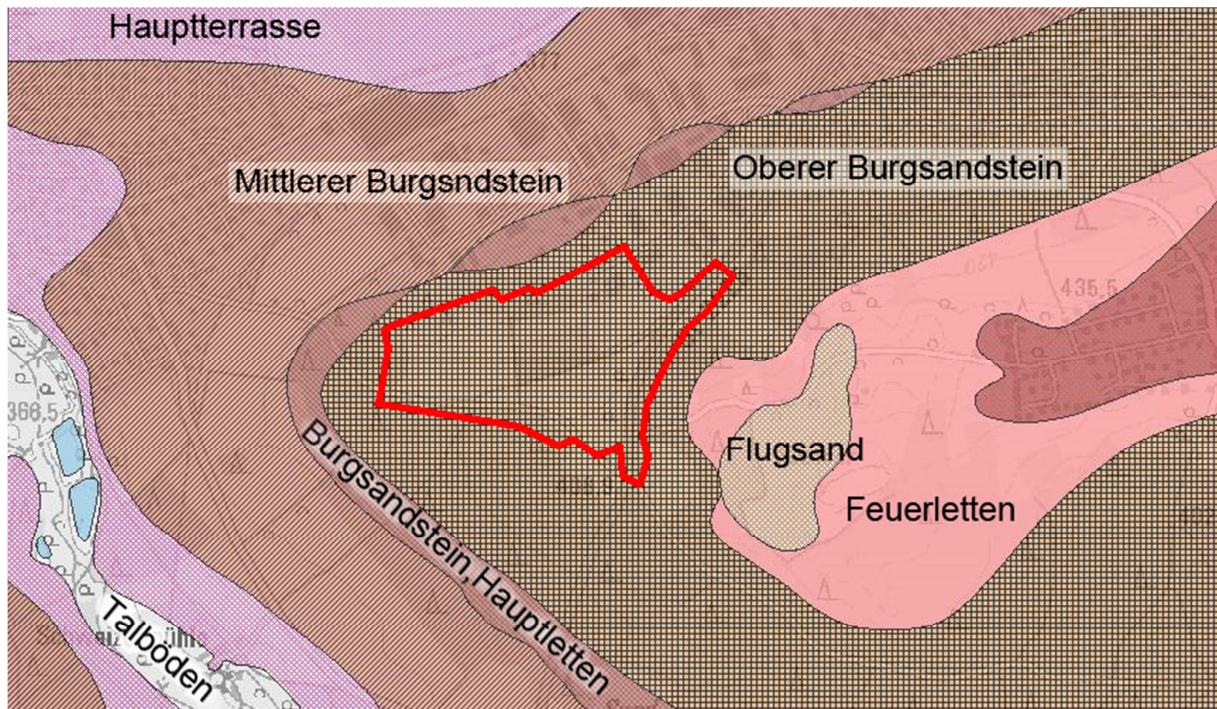 Hauptterrasse
Mittlerer Burgsndstein
Oberer Burgsandstein
435,5
366,5
Flugsand
Feuerletten
Burgsandstein,Hauptletten
Talböden